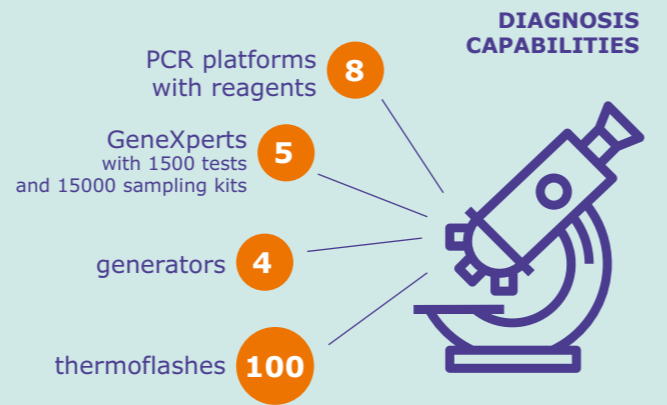 DIAGNOSIS
CAPABILITIES
PCR platforms
with reagents
8
GeneXperts
with 1500 tests
and 15000 sampling kits
5
generators
4
thermoflashes
100